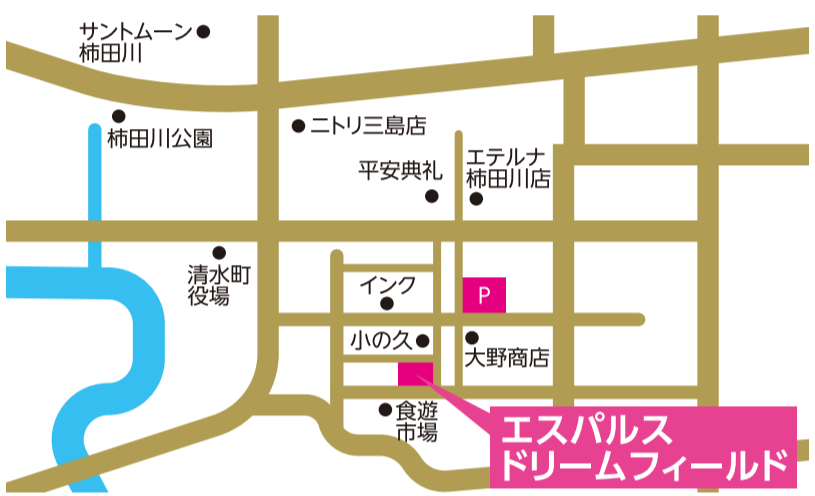 サントムーン
柿田川
柿田川公園
ニトリ三島店
平安典礼
エテルナ
柿田川店
清水町
役場
インク
P
小の久
大野商店
食遊
市場
エスパルス
ドリームフィールド